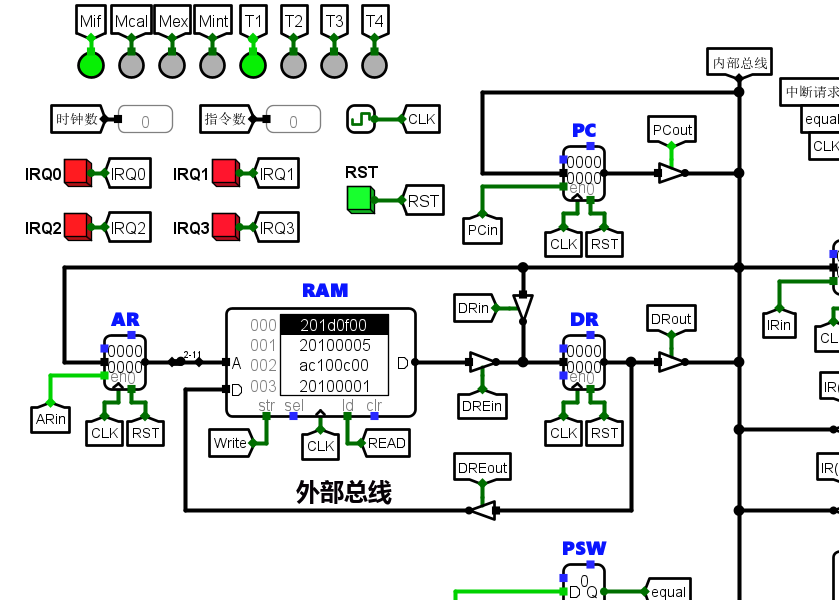 Mif Mcal Mex Mint T1 T2 T3 T4
内部总线
中断请求
时钟数 0 指令数 0 CLK
equal
PC PCout
CLK
IRQ0 IRQ0 IRQ1 IRQ1 RST
0000
0000
en0
RST
IRQ2 IRQ2 IRQ3 IRQ3
PCin
CLK RST
RAM
DRin
AR DR DRout
IRin
000 201d0f00
001 20100005
002 ac100c00
003 20100001
0000
0000
en0
2-11
A
D
D
0000
0000
en0
CL
str sel ld clr
ARin
DREin
IR(
CLK RST
Write CLK READ
CLK RST
DREout
IR(
外部总线
PSW
0
D Q equal